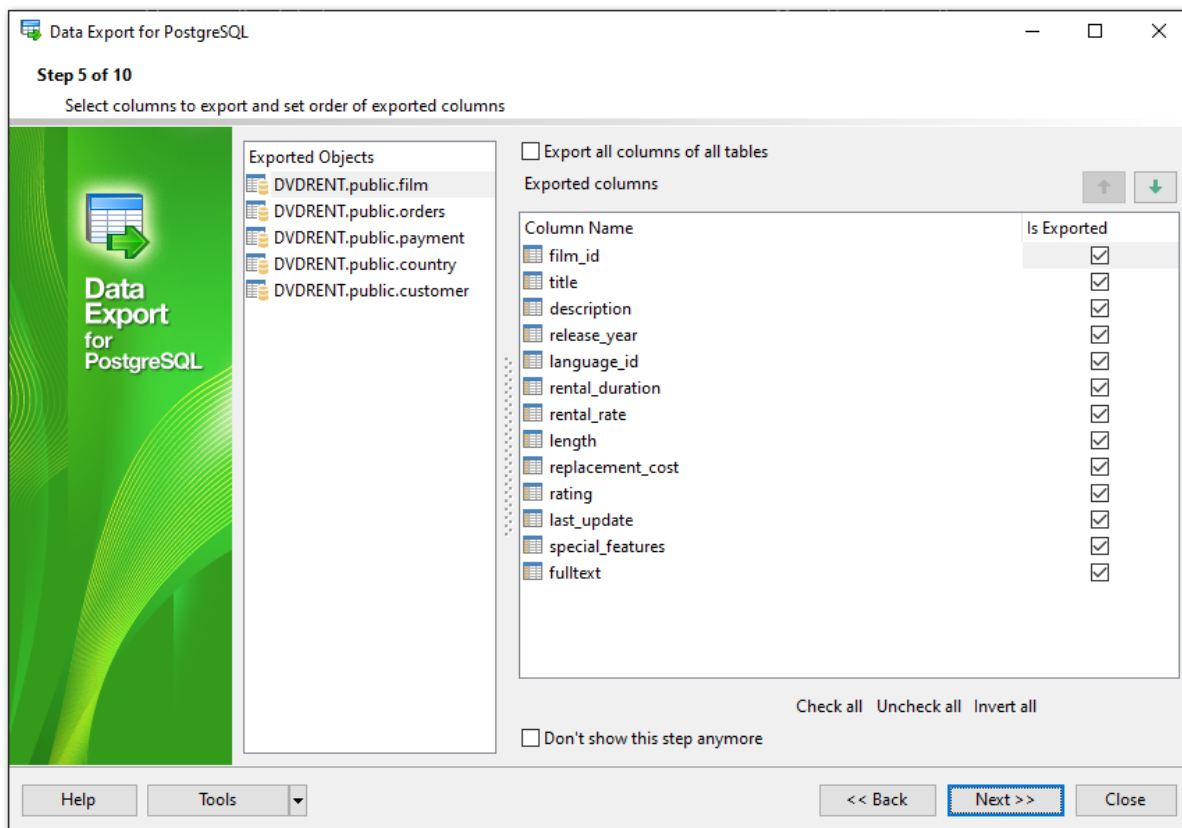 Data Export for PostgreSQL
Step 5 of 10
Select columns to export and set order of exported columns
Data
Export
for
PostgreSQL
Exported Objects
DVDRENT.public.film
DVDRENT.public.orders
DVDRENT.public.payment
DVDRENT.public.country
DVDRENT.public.customer
Export all columns of all tables
Exported columns
Column Name Is Exported
film_id
title
description
release_year
language_id
rental_duration
rental_rate
length
replacement_cost
rating
last_update
special_features
fulltext
Check all Uncheck all Invert all
Don't show this step anymore
Help Tools << Back Next >> Close